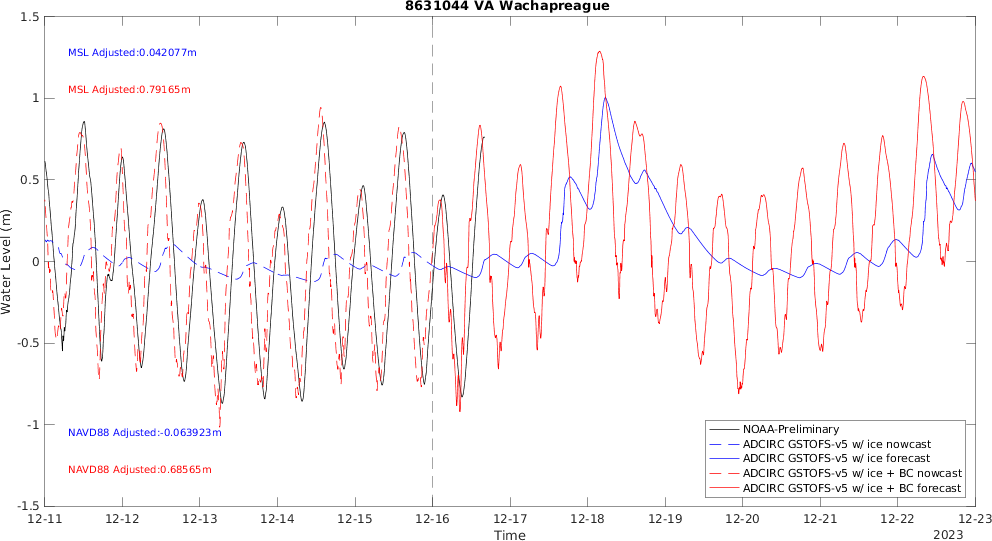 8631044 VA Wachapreague
1.5
1
0.5
0
-0.5
-1
-1.5
Water Level (m)
MSL Adjusted:0.042077m
MSL Adjusted:0.79165m
NAVD88 Adjusted:-0.063923m
NAVD88 Adjusted:0.68565m
NOAA-Preliminary
ADCIRC GSTOFS-v5 w/ ice nowcast
ADCIRC GSTOFS-v5 w/ ice forecast
ADCIRC GSTOFS-v5 w/ ice + BC nowcast
ADCIRC GSTOFS-v5 w/ ice + BC forecast
12-11 12-12 12-13 12-14 12-15 12-16 12-17 12-18 12-19 12-20 12-21 12-22 12-23
Time
2023